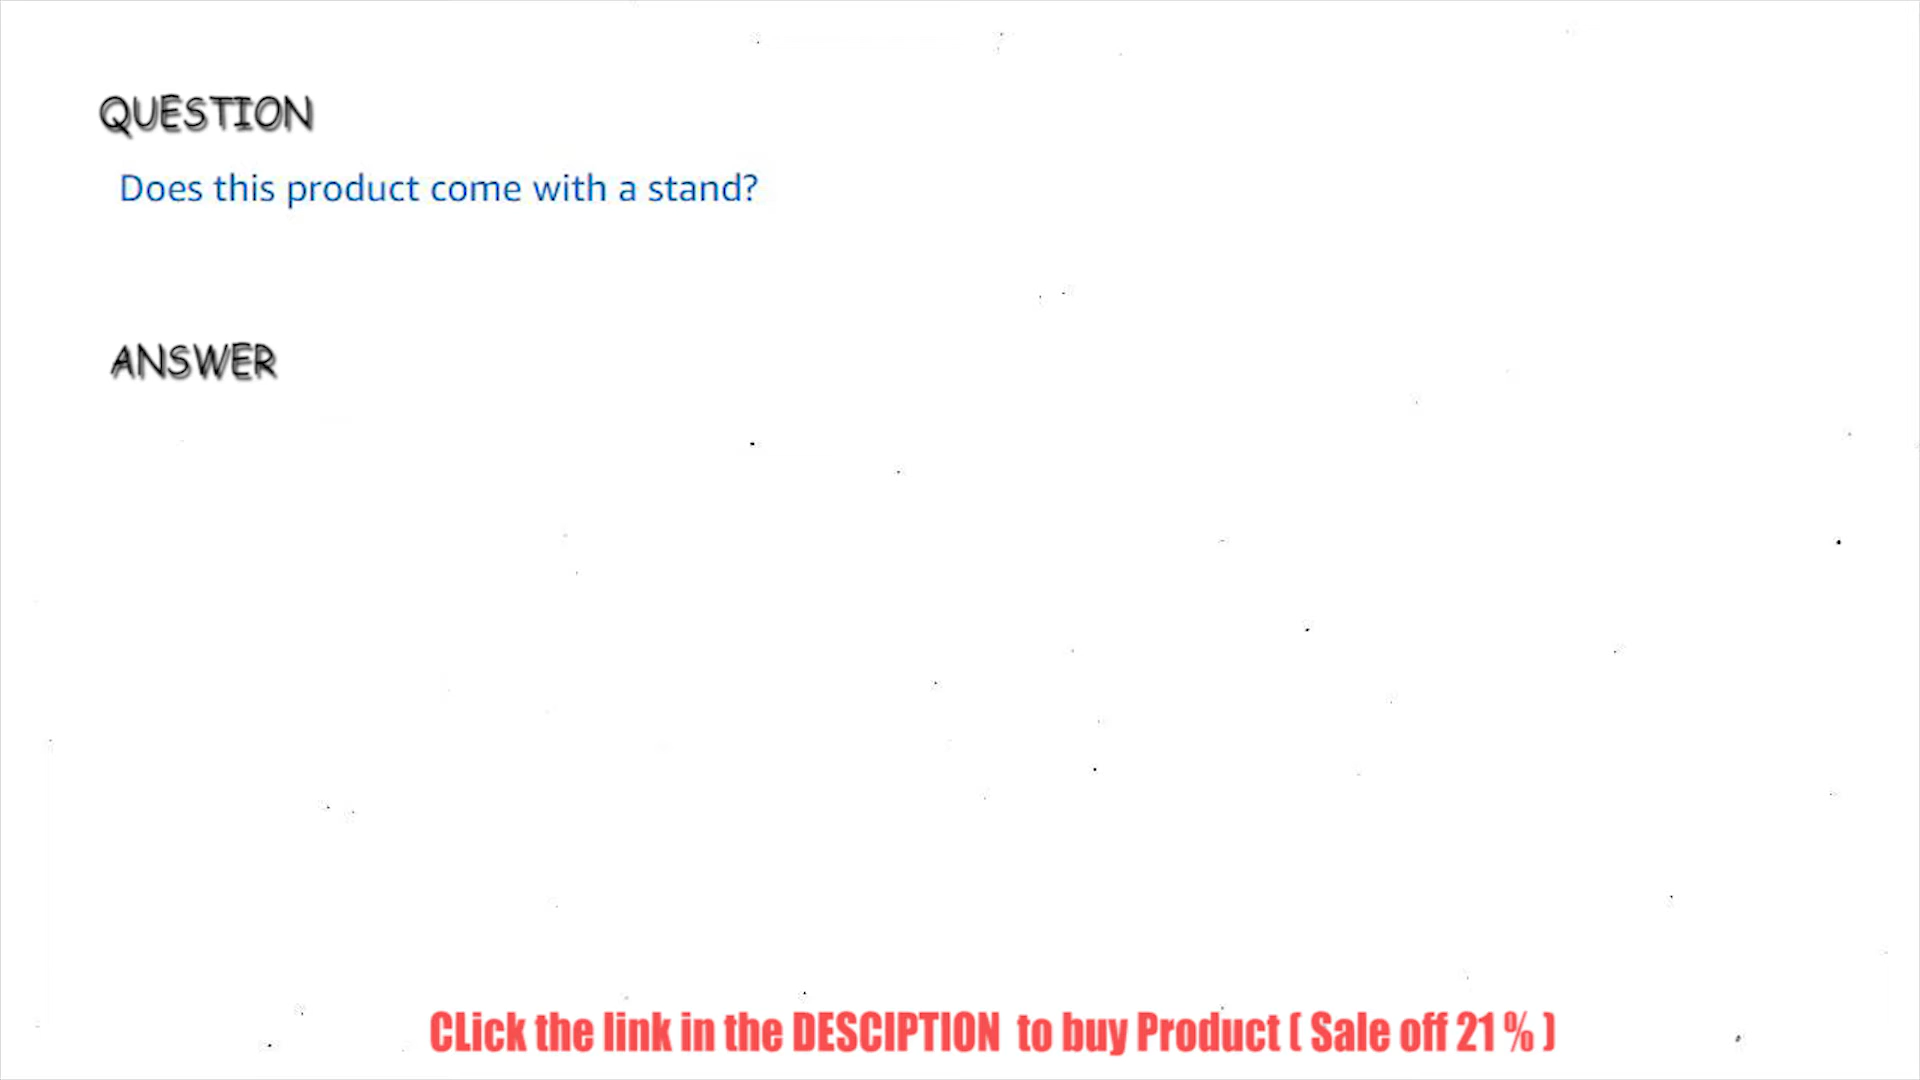 QUESTION
Does this product come with a stand?
ANSWER
CLick the link in the DESCIPTION to buy Product ( Sale off 21 % )